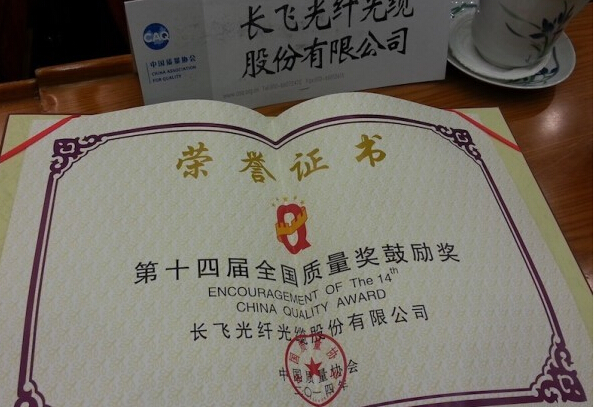 CAQ
中国质量协会
CHINA ASSOCIATION
FOR QUALITY
长飞光纤光缆
股份有限公司
荣誉证书
第十四届全国质量奖鼓励奖
ENCOURAGEMENT OF The 14th
CHINA QUALITY AWARD
长飞光纤光缆股份有限公司
中国质量协会
二〇一四年